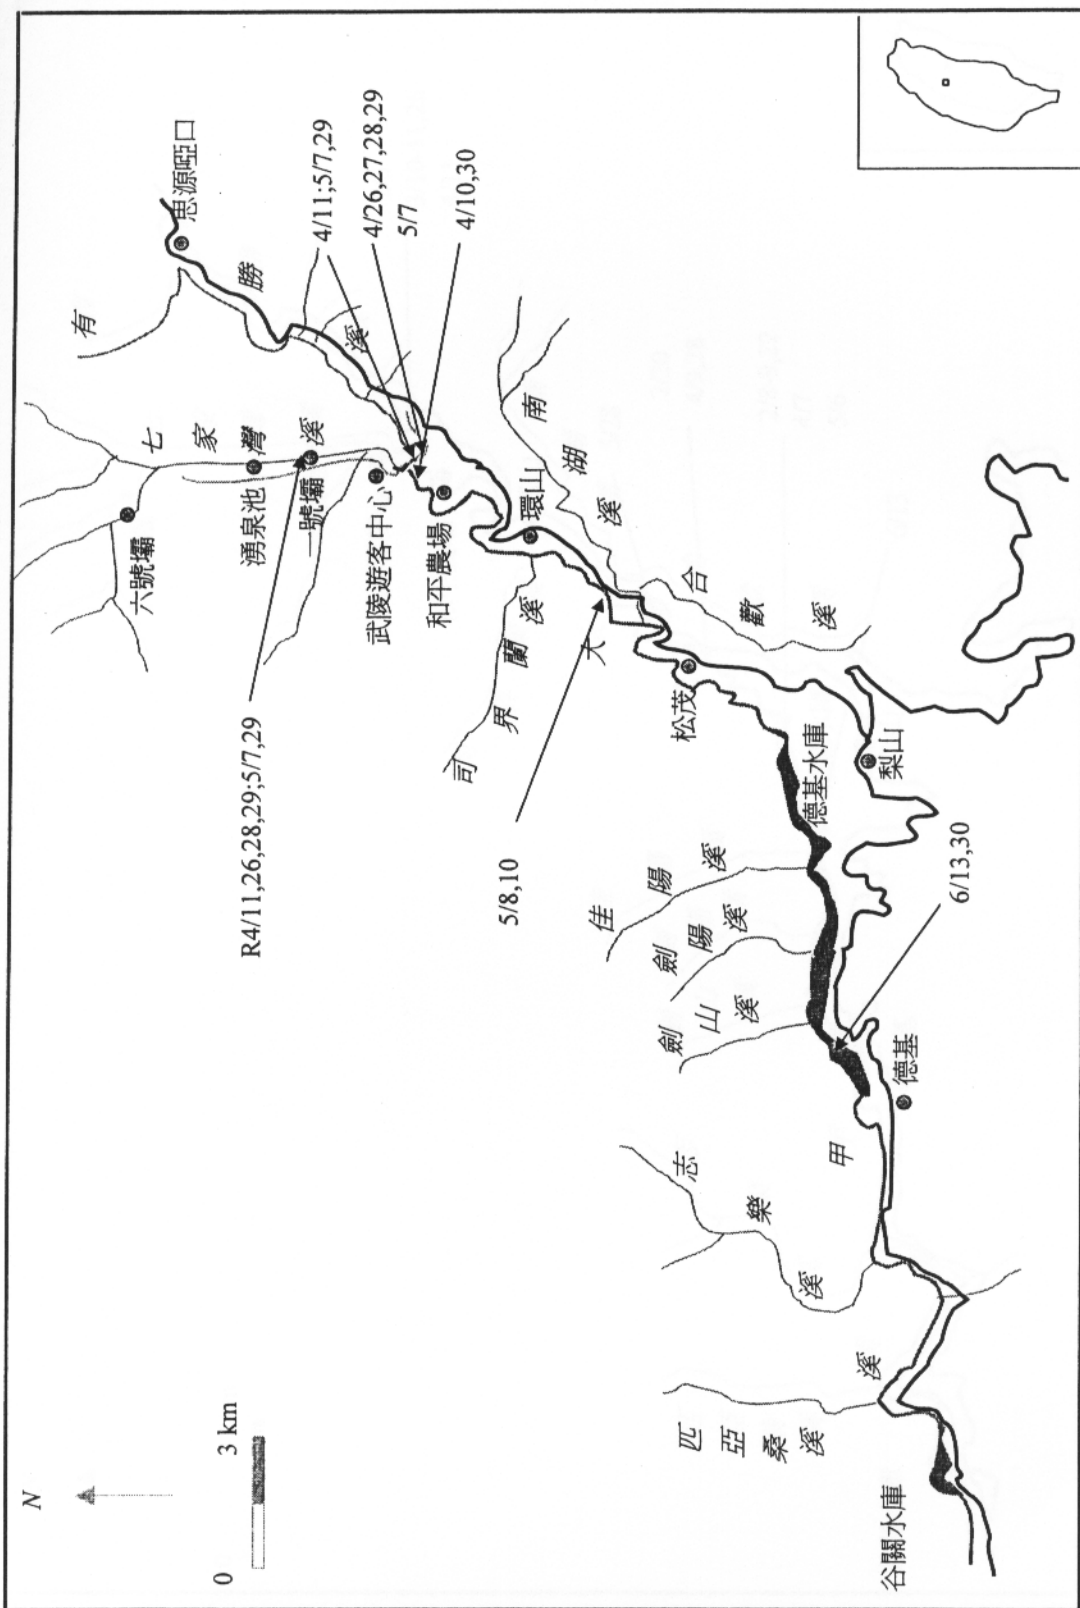 N
0
3 km
思源啞口
有勝溪
4/11;5/7,29
4/26,27,28,29
5/7
4/10,30
七家灣溪
六號壩
湧泉池
一號壩
R4/11,26,28,29;5/7,29
武陵遊客中心
和平農場
環山
南湖溪
合歡溪
司界蘭溪
5/8,10
大甲溪
松茂
德基水庫
梨山
佳陽溪
劍陽溪
劍山溪
6/13,30
德基
志樂溪
匹亞桑溪
谷關水庫